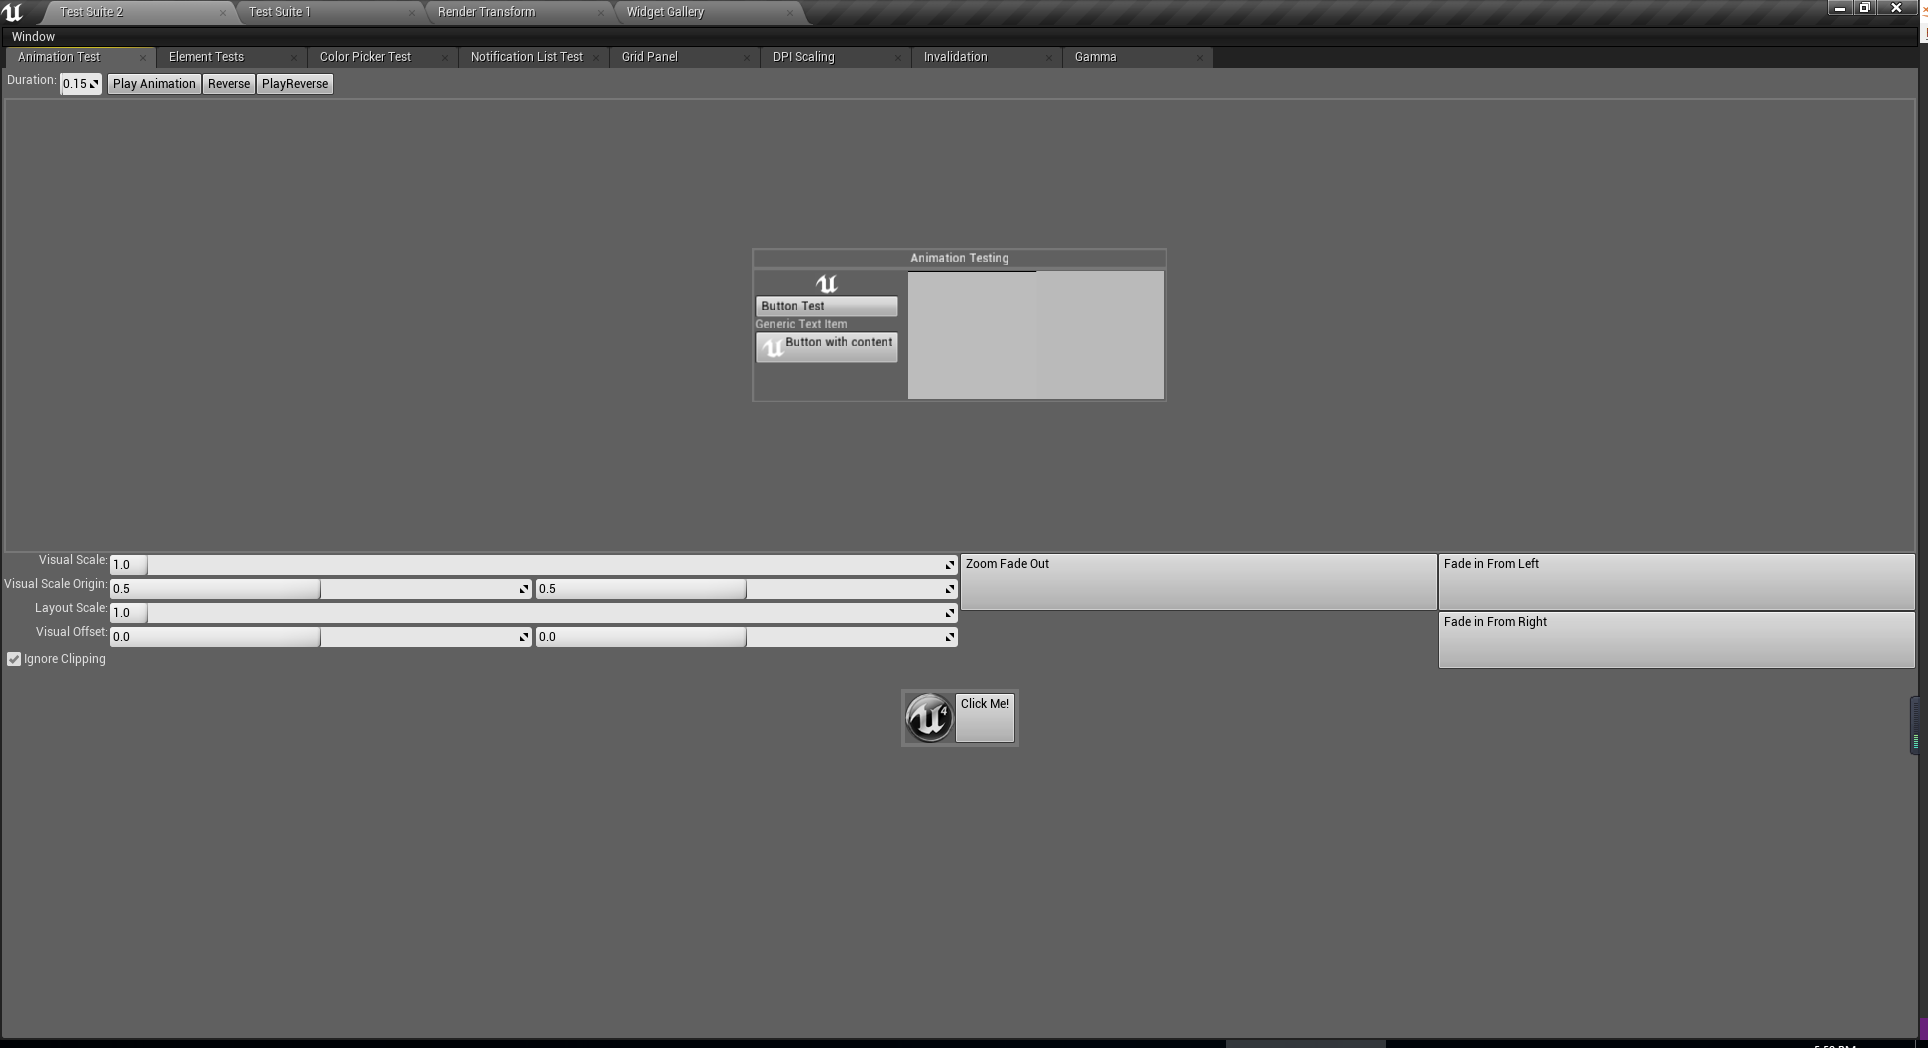 Test Suite 2 Test Suite 1 Render Transform Widget Gallery
Window
Animation Test Element Tests Color Picker Test Notification List Test Grid Panel DPI Scaling Invalidation Gamma
Duration: 0.15 Play Animation Reverse PlayReverse
Animation Testing
Button Test
Generic Text Item
Button with content
Visual Scale: 1.0
Visual Scale Origin: 0.5 0.5
Layout Scale: 1.0
Visual Offset: 0.0 0.0
Ignore Clipping
Zoom Fade Out
Fade in From Left
Fade in From Right
4
Click Me!